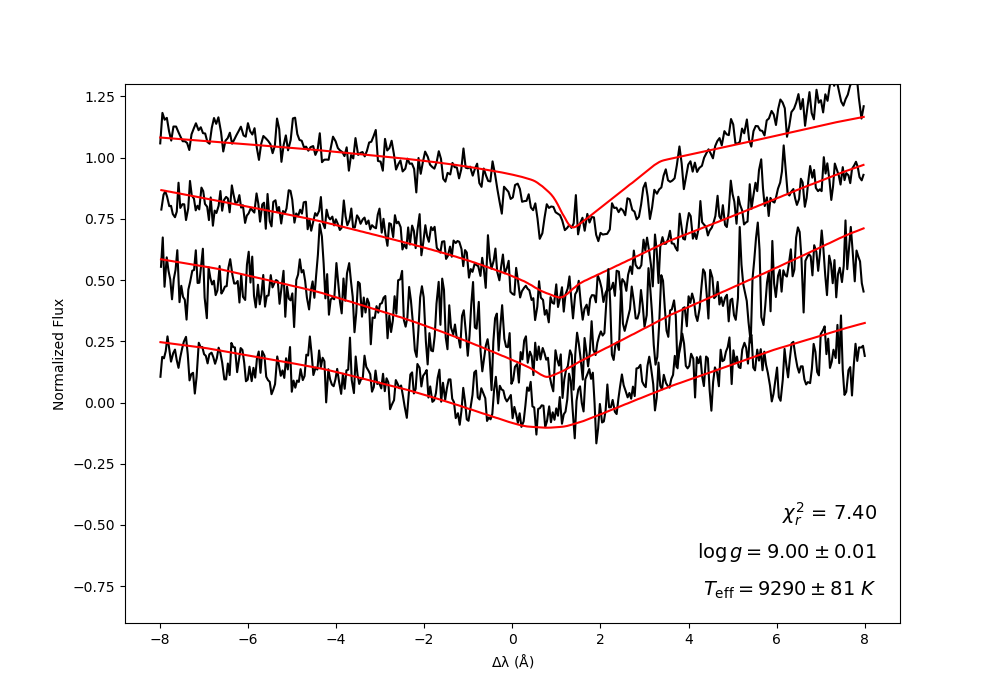 1.25
1.00
0.75
0.50
0.25
0.00
−0.25
−0.50
−0.75
Normalized Flux
χ²ᵣ = 7.40
log g = 9.00 ± 0.01
T_eff = 9290 ± 81 K
−8 −6 −4 −2 0 2 4 6 8
Δλ (Å)